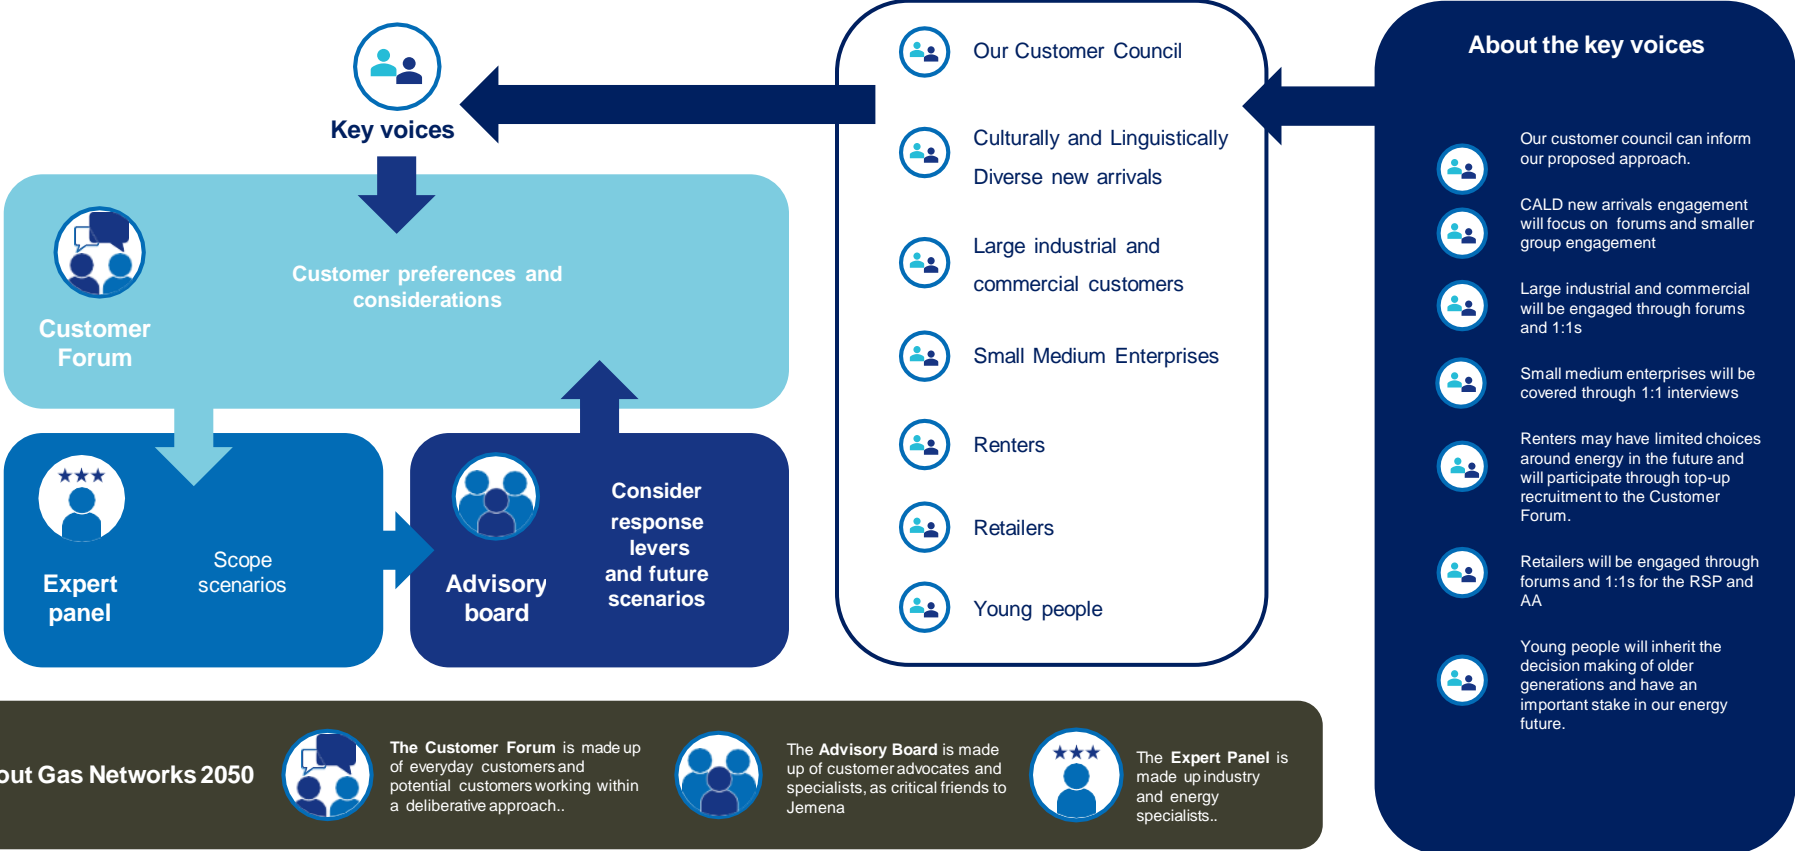 Key voices
Customer preferences and
considerations
Customer
Forum
Expert
panel
Scope
scenarios
Advisory
board
Consider
response
levers
and future
scenarios
Our Customer Council
Culturally and Linguistically
Diverse new arrivals
Large industrial and
commercial customers
Small Medium Enterprises
Renters
Retailers
Young people
About the key voices
Our customer council can inform
our proposed approach.
CALD new arrivals engagement
will focus on forums and smaller
group engagement
Large industrial and commercial
will be engaged through forums
and 1:1s
Small medium enterprises will be
covered through 1:1 interviews
Renters may have limited choices
around energy in the future and
will participate through top-up
recruitment to the Customer
Forum.
Retailers will be engaged through
forums and 1:1s for the RSP and
AA
Young people will inherit the
decision making of older
generations and have an
important stake in our energy
future.
out Gas Networks 2050
The Customer Forum is made up
of everyday customers and
potential customers working within
a deliberative approach..
The Advisory Board is made
up of customer advocates and
specialists, as critical friends to
Jemena
The Expert Panel is
made up industry
and energy
specialists..